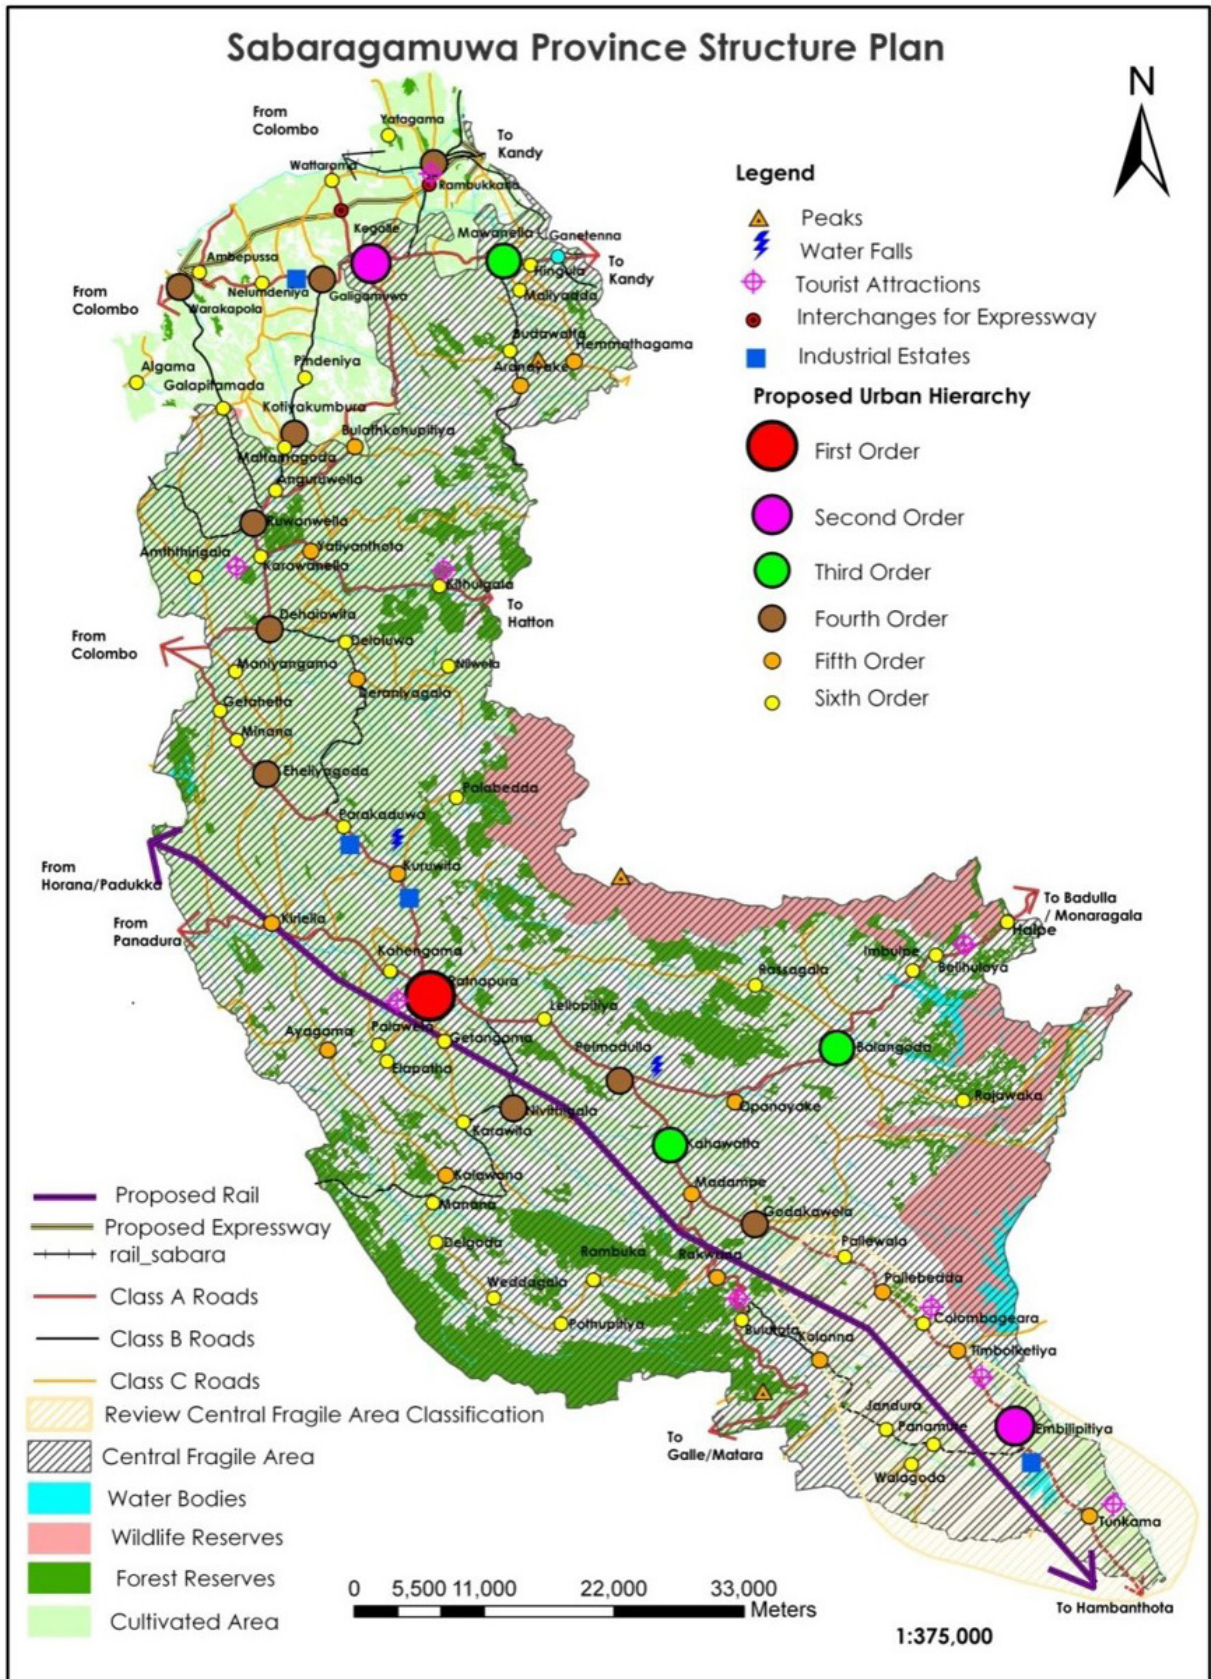 Sabaragamuwa Province Structure Plan
N
From
Colombo
Yatagama
To
Kandy
Wattarama
Rambukkana
Legend
Peaks
Water Falls
Tourist Attractions
Interchanges for Expressway
Industrial Estates
Proposed Urban Hierarchy
First Order
Second Order
Third Order
Fourth Order
Fifth Order
Sixth Order
Kegolle
Mawanella
Ganetenna
To
Kandy
Ambepussa
Hingula
From
Colombo
Nelumdeniya
Galigamuwa
Maliyadda
Warakapola
Budawatta
Hemmathagama
Algama
Pindeniya
Aranayake
Galapitamada
Kotiyakumbura
Bulathkohupitiya
Mattamagoda
Anguruwella
Ruwanwella
Amiththirigala
Yatiyanthota
Karawanella
Kithulgala
To
Hatton
Dehaiowita
From
Colombo
Deloluwa
Maniyangama
Nilwela
Deraniyagala
Getahetta
Minana
Eheliyagoda
Palabedda
Parakaduwa
From
Horana/Padukka
Kuruwita
To Badulla
/ Monaragala
From
Panadura
Kiriella
Halpe
Kahengama
Imbulpe
Belihuloya
Ratnapura
Rassagala
Lellopitiya
Ayagama
Palawela
Getangama
Pelmadulla
Balangoda
Elapatha
Opanayake
Rajawaka
Nivithigala
Karawita
Kahawatta
Kalawana
Madampe
Manana
Godakawela
Delgoda
Rambuka
Rakwana
Pallewala
Pallebedda
Weddagala
Pothupitiya
Bulutota
Kolonna
Colombageara
Timbolketiya
Jandura
Panamure
Embilipitiya
To
Galle/Matara
Walagoda
Tunkama
To Hambanthota
Proposed Rail
Proposed Expressway
rail_sabara
Class A Roads
Class B Roads
Class C Roads
Review Central Fragile Area Classification
Central Fragile Area
Water Bodies
Wildlife Reserves
Forest Reserves
Cultivated Area
0 5,500 11,000 22,000 33,000
Meters
1:375,000